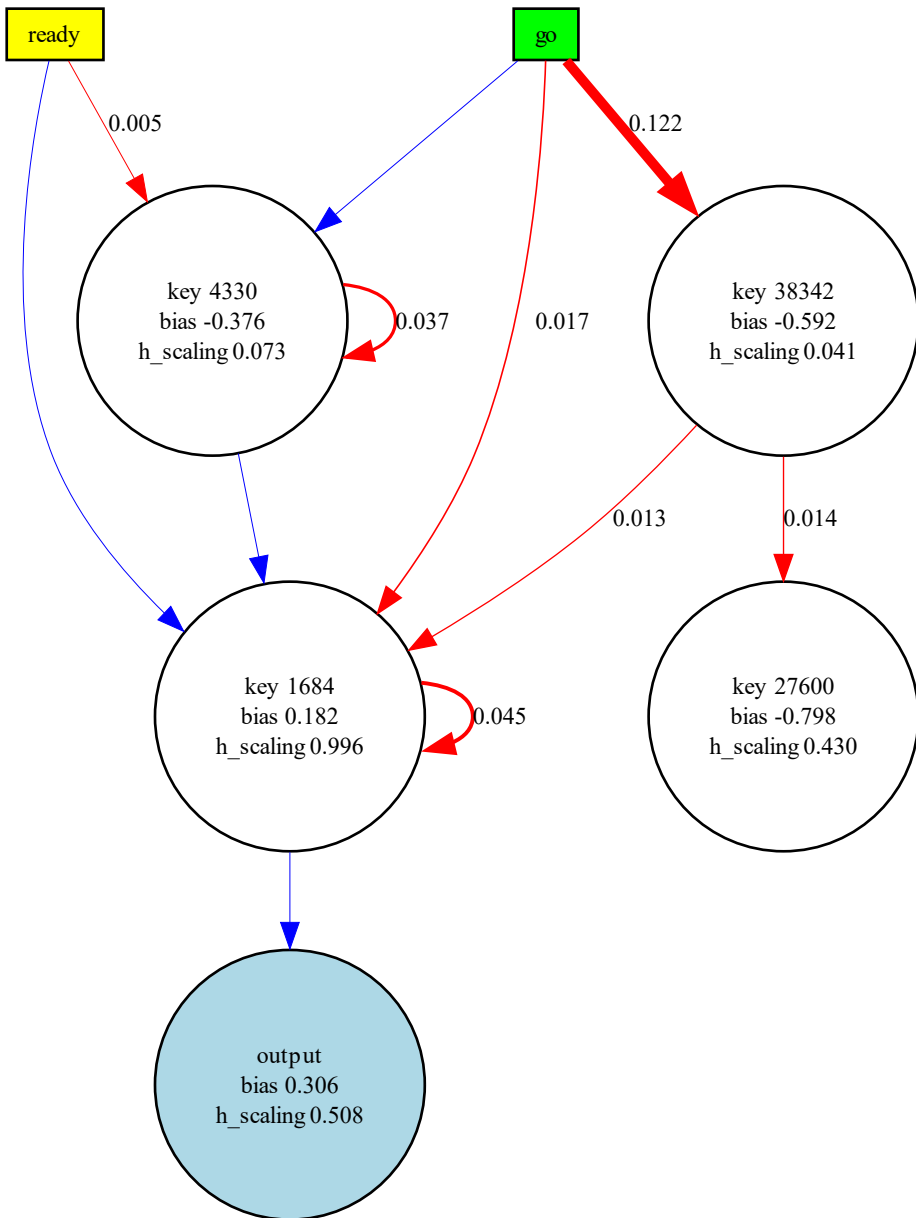 ready
go
0.005
0.122
key 4330
bias -0.376
h_scaling 0.073
0.037
0.017
key 38342
bias -0.592
h_scaling 0.041
0.013
0.014
key 1684
bias 0.182
h_scaling 0.996
0.045
key 27600
bias -0.798
h_scaling 0.430
output
bias 0.306
h_scaling 0.508